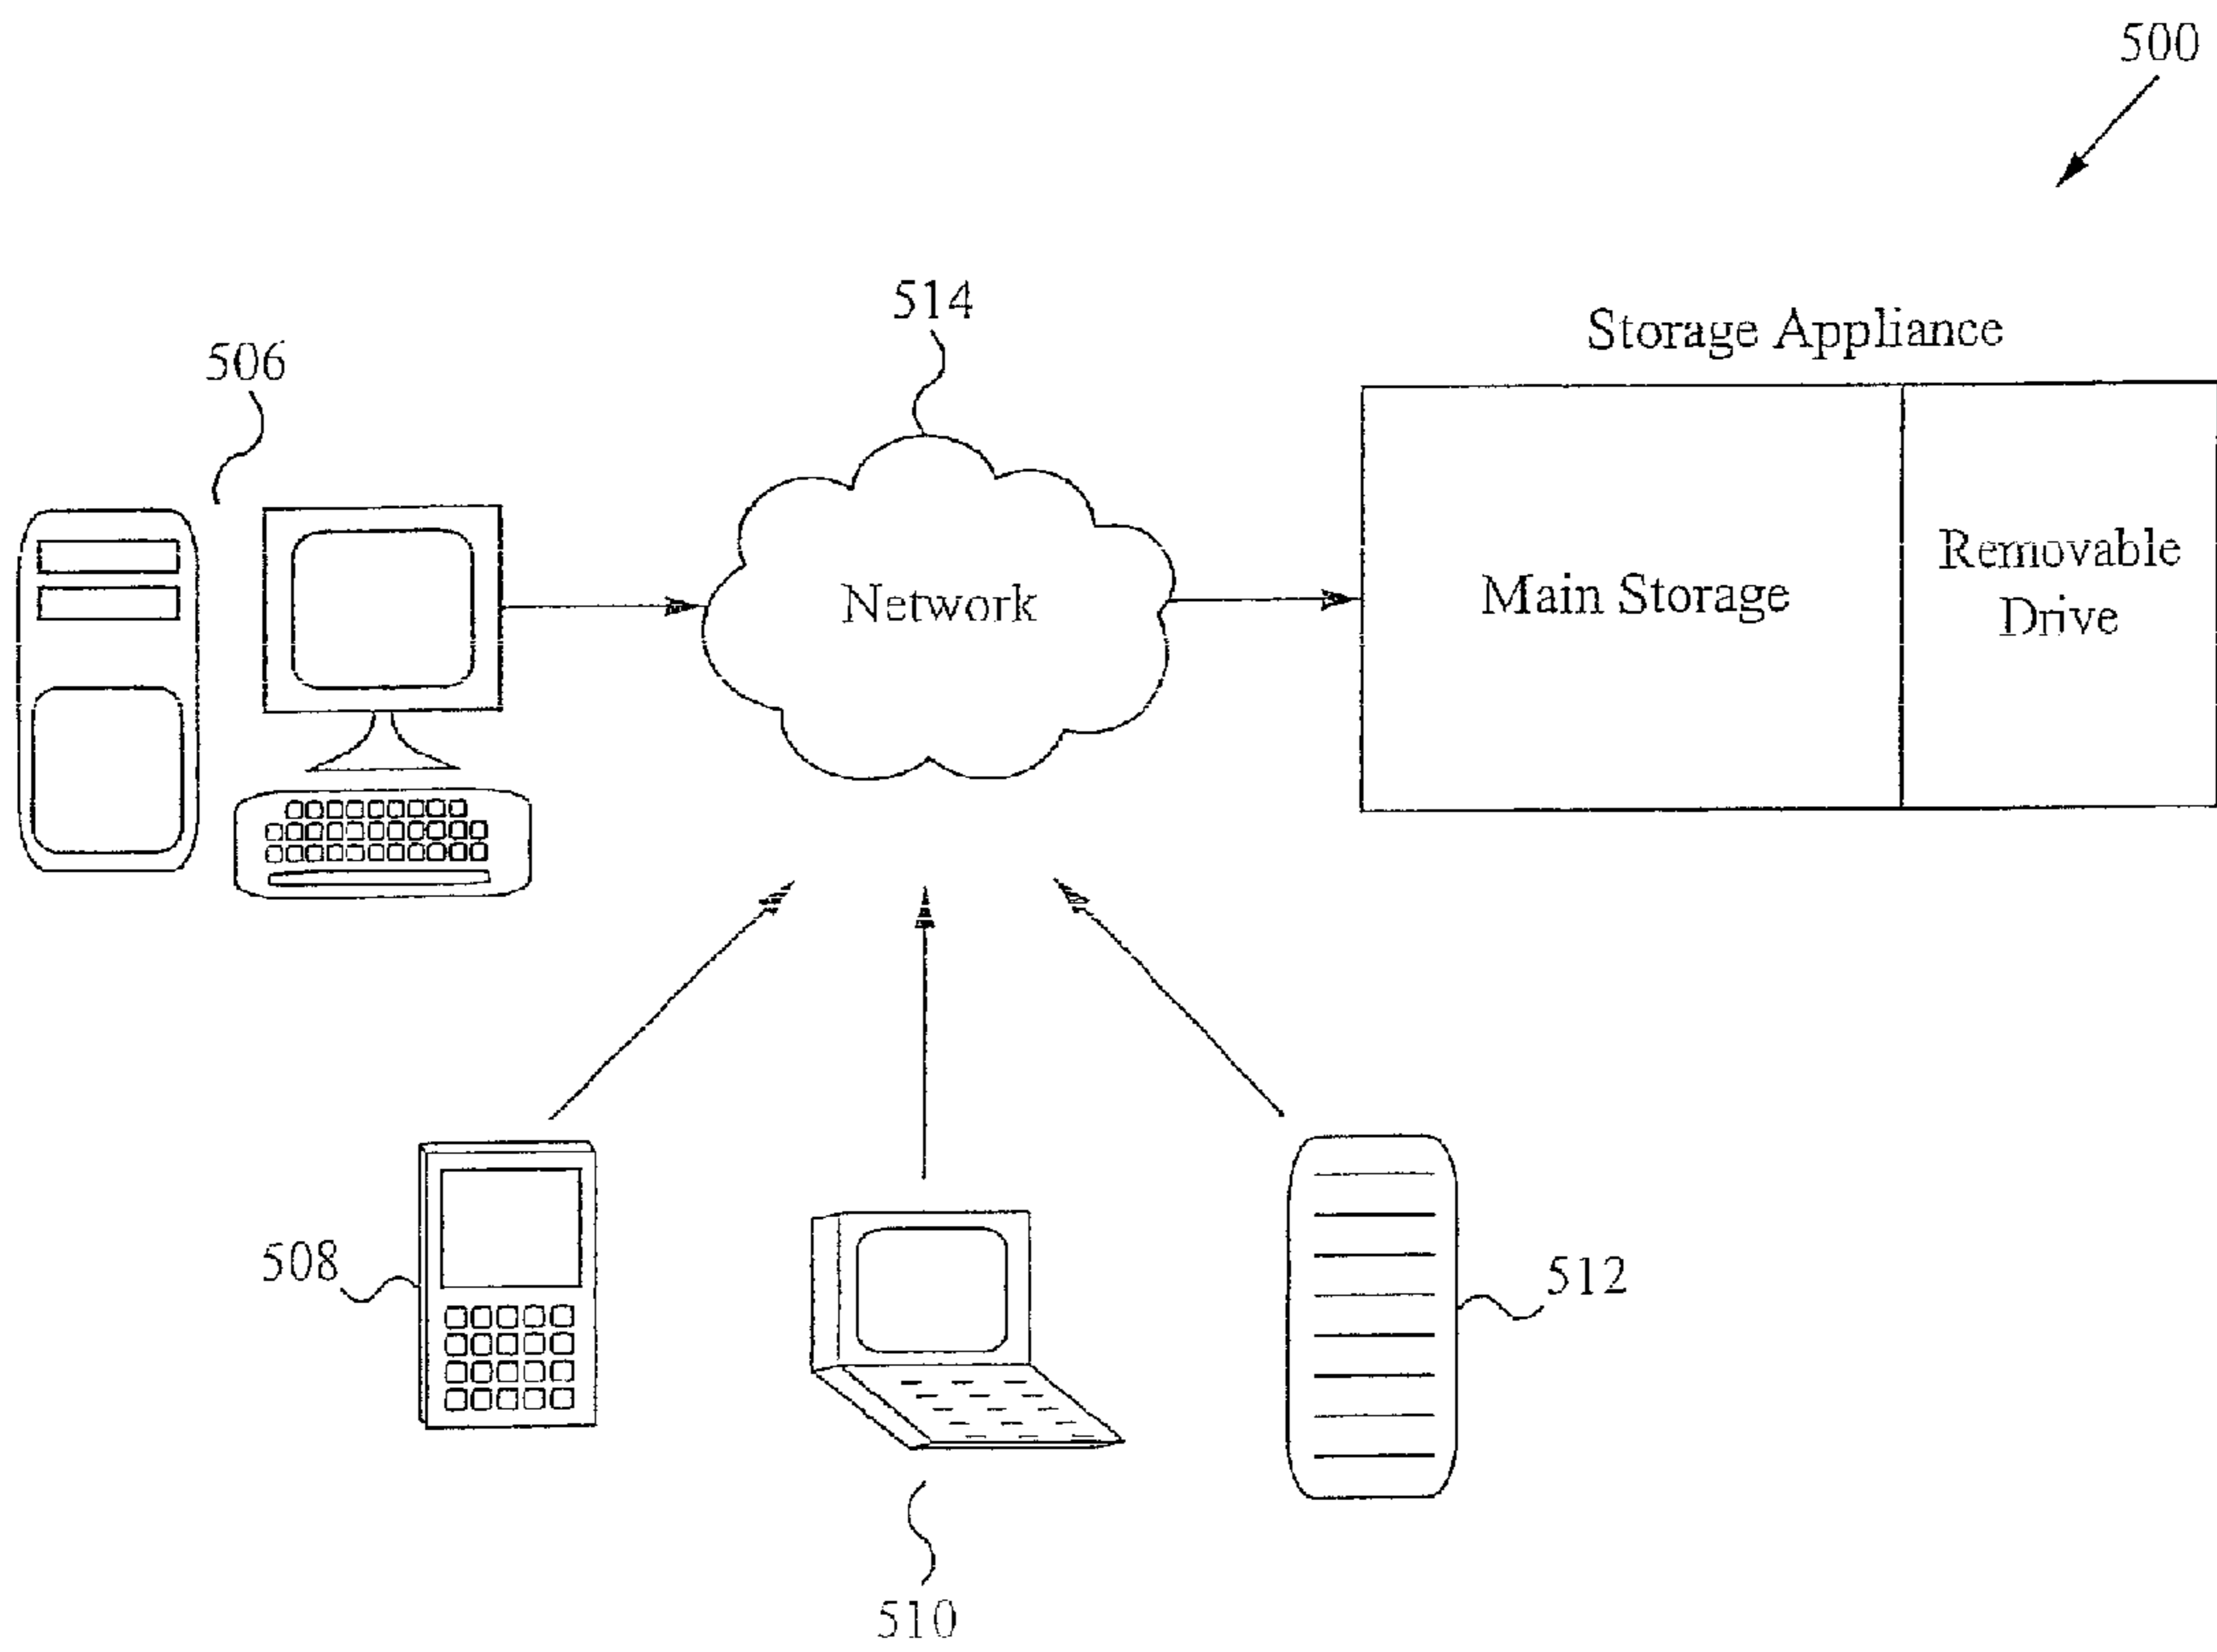 500
514
Storage Appliance
506
Network
Main Storage
Removable
Drive
508
512
510